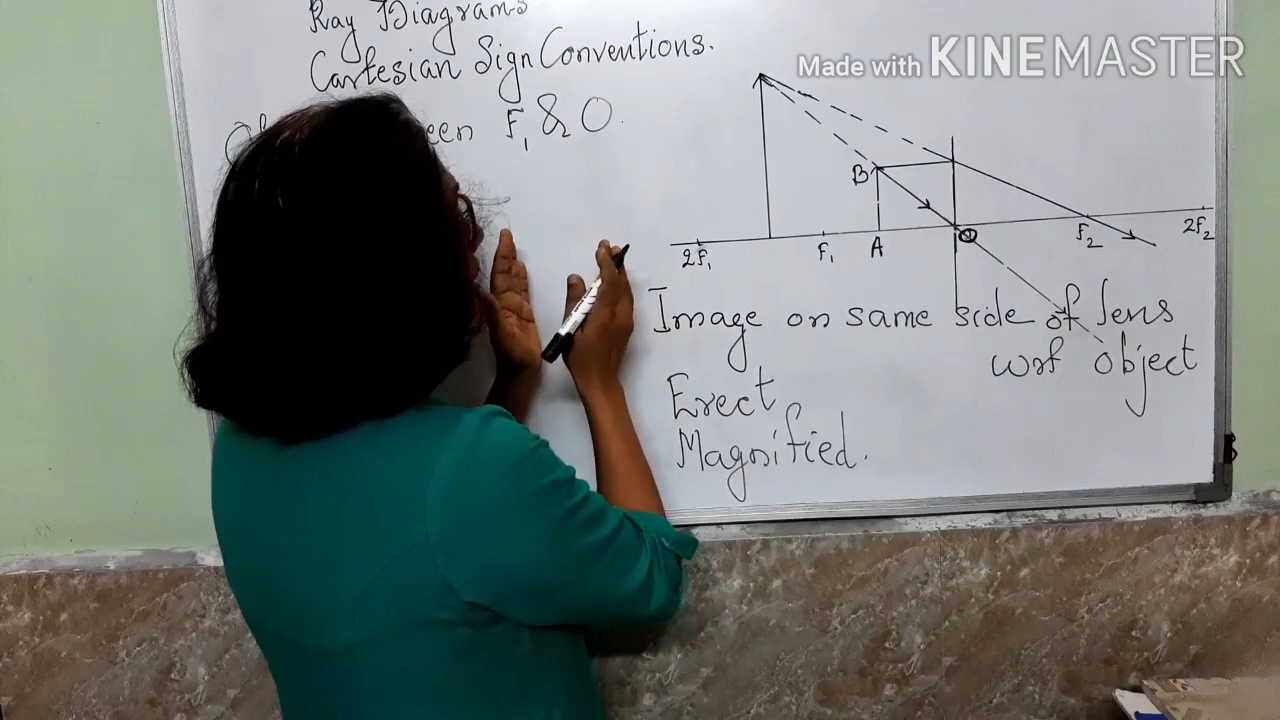 Ray Diagrams
Cartesian Sign Conventions.
F₁ & O.
Made with KINEMASTER
B
2F₁
F₁
A
O
F₂
2F₂
Image on same side of lens
wrt object
Erect
Magnified.